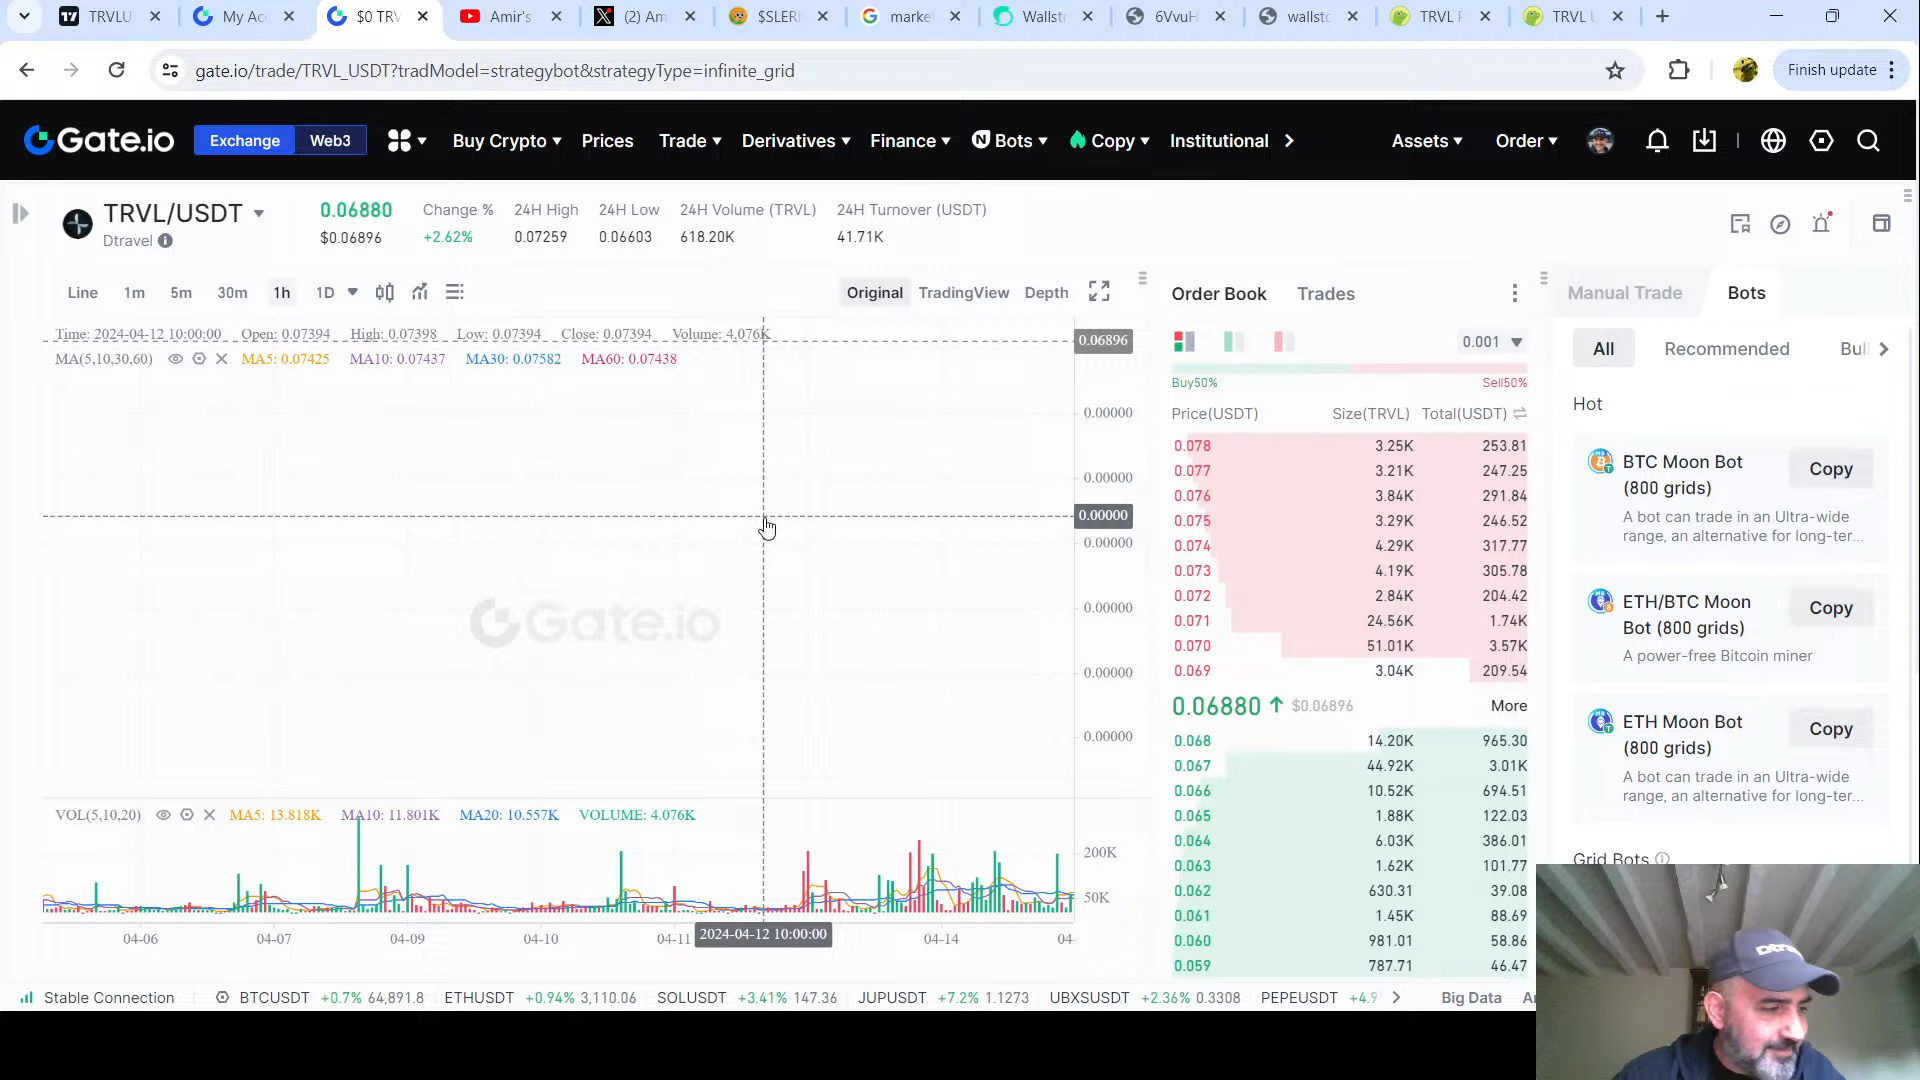 TRVLU
My Ac
$0 TRV
Amir's
(2) Am
$SLERF
marke
Wallst
6VvuH
wallst
TRVL F
TRVL U
gate.io/trade/TRVL_USDT?tradModel=strategybot&strategyType=infinite_grid
Finish update
Gate.io
Exchange
Web3
Buy Crypto
Prices
Trade
Derivatives
Finance
Bots
Copy
Institutional
Assets
Order
TRVL/USDT
Dtravel
0.06880
$0.06896
Change %
+2.62%
24H High
0.07259
24H Low
0.06603
24H Volume (TRVL)
618.20K
24H Turnover (USDT)
41.71K
Line 1m 5m 30m 1h 1D
Original TradingView Depth
Time: 2024-04-12 10:00:00 Open: 0.07394 High: 0.07398 Low: 0.07394 Close: 0.07394 Volume: 4.076K
MA(5,10,30,60) MA5: 0.07425 MA10: 0.07437 MA30: 0.07582 MA60: 0.07438
0.06896
0.00000
0.00000
0.00000
0.00000
0.00000
0.00000
0.00000
Gate.io
VOL(5,10,20) MA5: 13.818K MA10: 11.801K MA20: 10.557K VOLUME: 4.076K
200K
50K
04-06 04-07 04-09 04-10 04-11 2024-04-12 10:00:00 04-14 04-
Order Book Trades
0.001
Buy50% Sell50%
Price(USDT) Size(TRVL) Total(USDT)
0.078 3.25K 253.81
0.077 3.21K 247.25
0.076 3.84K 291.84
0.075 3.29K 246.52
0.074 4.29K 317.77
0.073 4.19K 305.78
0.072 2.84K 204.42
0.071 24.56K 1.74K
0.070 51.01K 3.57K
0.069 3.04K 209.54
0.06880 $0.06896 More
0.068 14.20K 965.30
0.067 44.92K 3.01K
0.066 10.52K 694.51
0.065 1.88K 122.03
0.064 6.03K 386.01
0.063 1.62K 101.77
0.062 630.31 39.08
0.061 1.45K 88.69
0.060 981.01 58.86
0.059 787.71 46.47
Manual Trade Bots
All Recommended Bull
Hot
BTC Moon Bot
(800 grids)
Copy
A bot can trade in an Ultra-wide
range, an alternative for long-ter...
ETH/BTC Moon
Bot (800 grids)
Copy
A power-free Bitcoin miner
ETH Moon Bot
(800 grids)
Copy
A bot can trade in an Ultra-wide
range, an alternative for long-ter...
Grid Bots
Stable Connection BTCUSDT +0.7% 64,891.8 ETHUSDT +0.94% 3,110.06 SOLUSDT +3.41% 147.36 JUPUSDT +7.2% 1.1273 UBXSUSDT +2.36% 0.3308 PEPEUSDT +4.9 Big Data